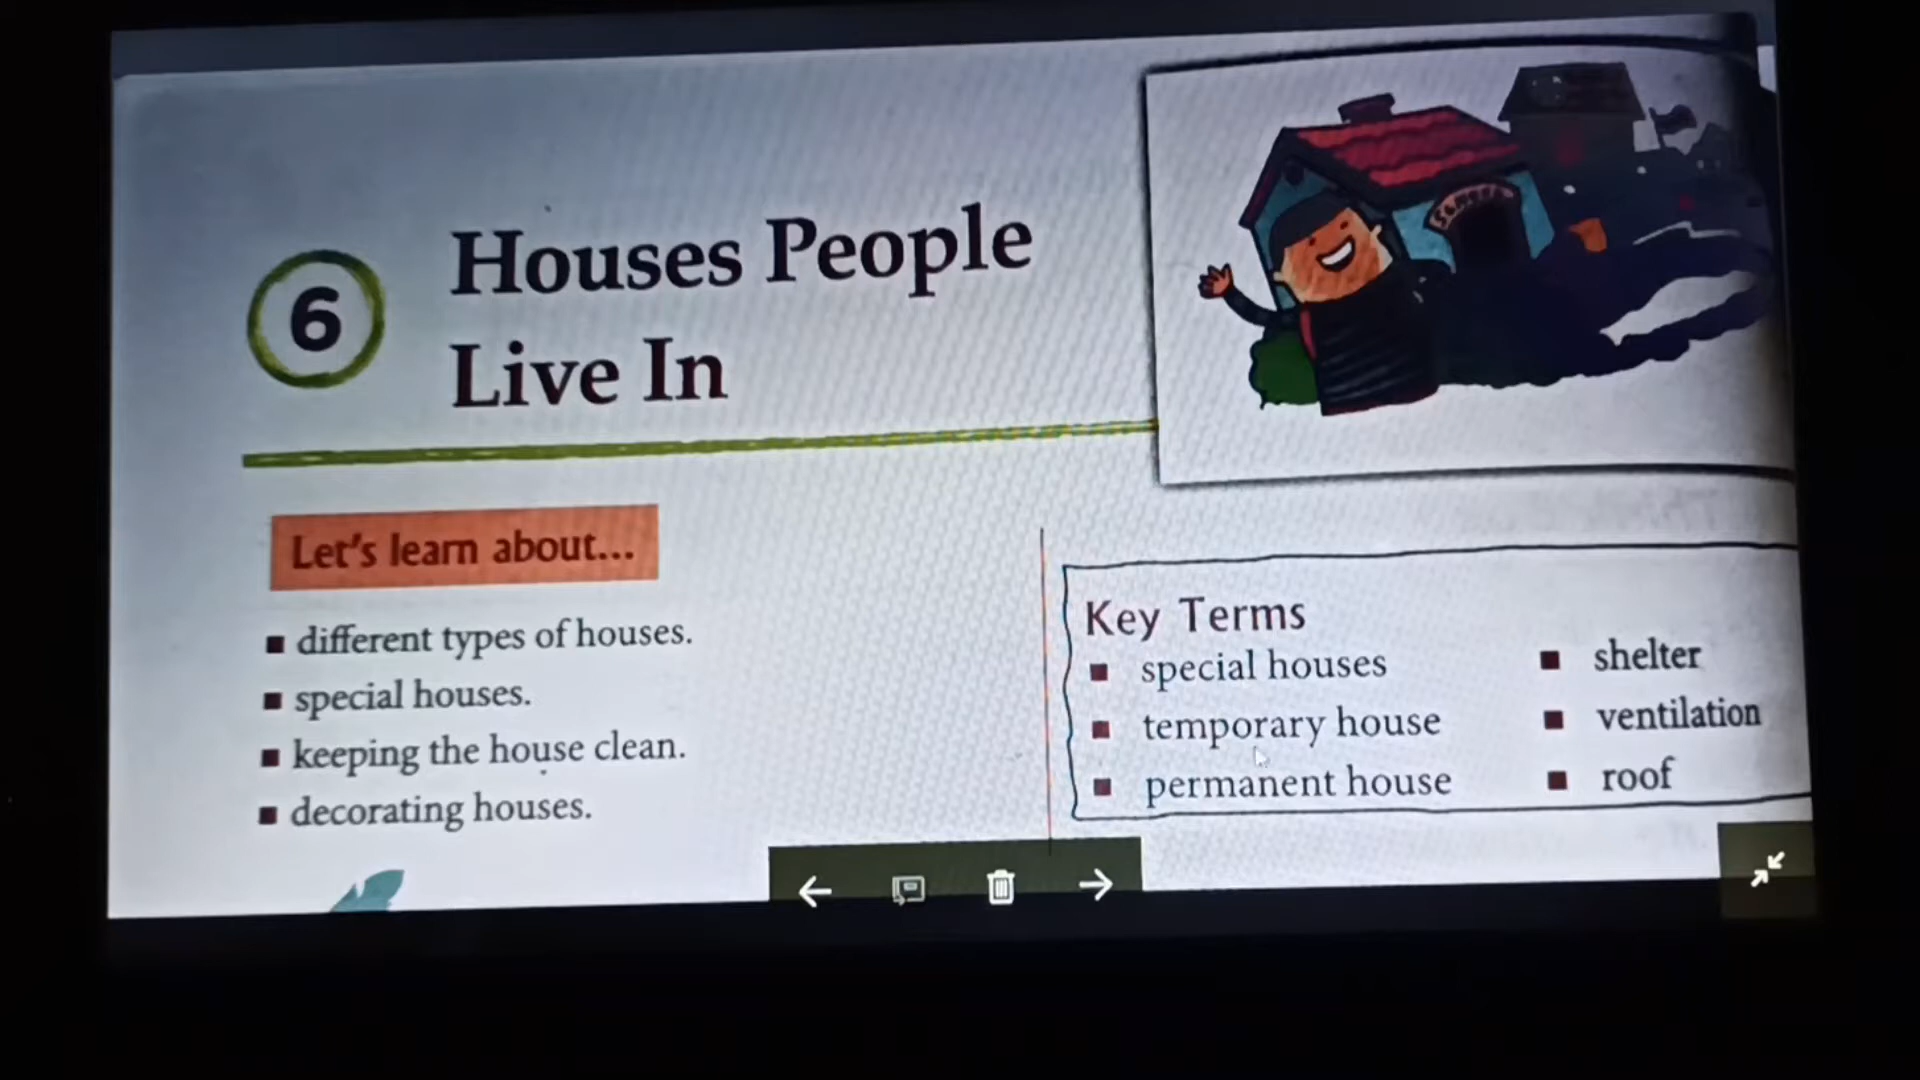 6
Houses People
Live In
Let's learn about...
■ different types of houses.
■ special houses.
■ keeping the house clean.
■ decorating houses.
Key Terms
■ special houses
■ temporary house
■ permanent house
■ shelter
■ ventilation
■ roof